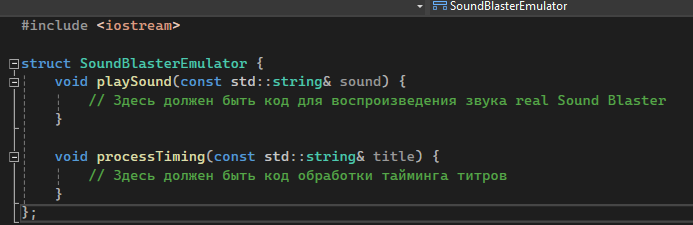 SoundBlasterEmulator
#include <iostream>
struct SoundBlasterEmulator {
void playSound(const std::string& sound) {
// Здесь должен быть код для воспроизведения звука real Sound Blaster
}
void processTiming(const std::string& title) {
// Здесь должен быть код обработки тайминга титров
}
};